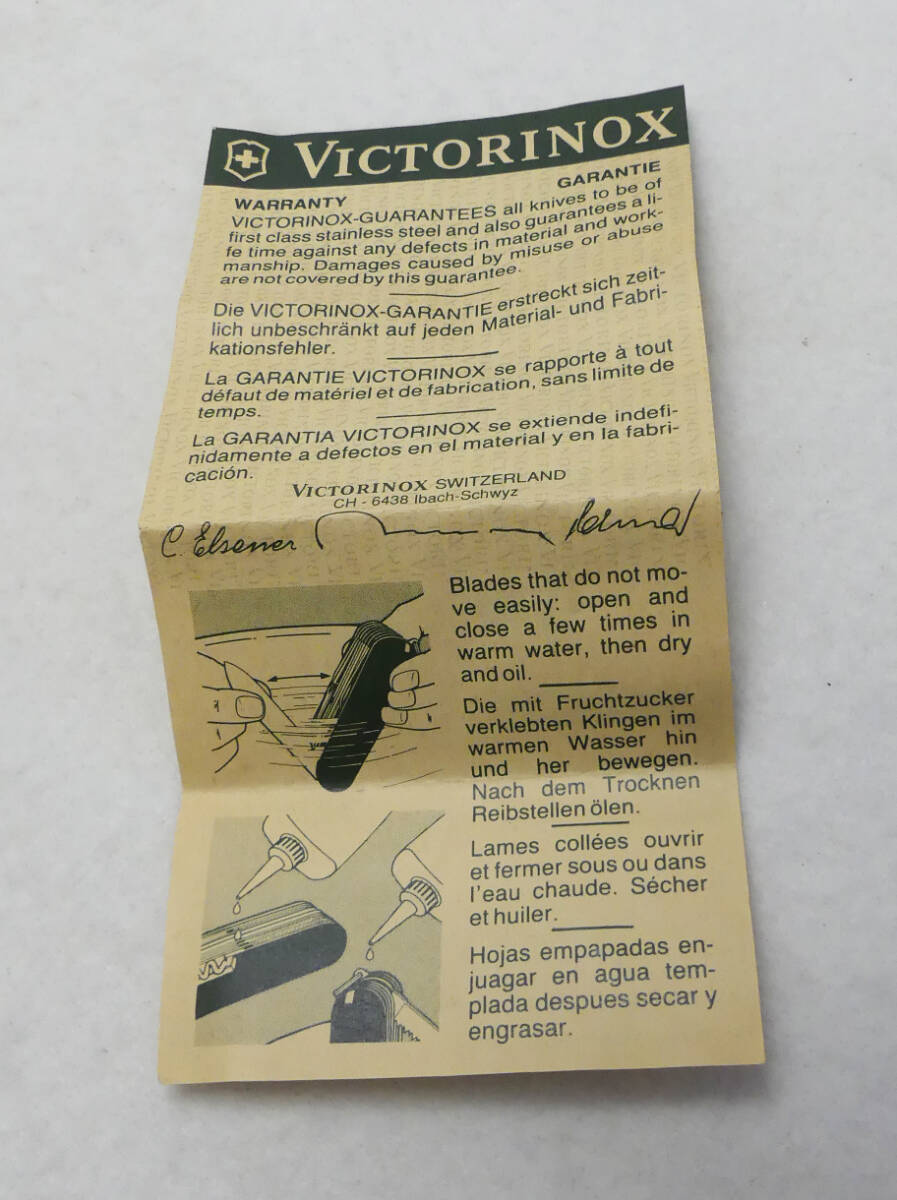 VICTORINOX
WARRANTY GARANTIE
VICTORINOX-GUARANTEES all knives to be of
first class stainless steel and also guarantees a li-
fe time against any defects in material and work-
manship. Damages caused by misuse or abuse
are not covered by this guarantee.
Die VICTORINOX-GARANTIE erstreckt sich zeit-
lich unbeschränkt auf jeden Material- und Fabri-
kationsfehler.
La GARANTIE VICTORINOX se rapporte à tout
défaut de matériel et de fabrication, sans limite de
temps.
La GARANTIA VICTORINOX se extiende indefi-
nidamente a defectos en el material y en la fabri-
cación.
VICTORINOX SWITZERLAND
CH - 6438 Ibach-Schwyz
C. Elsener
Blades that do not mo-
ve easily: open and
close a few times in
warm water, then dry
and oil.
Die mit Fruchtzucker
verklebten Klingen im
warmen Wasser hin
und her bewegen.
Nach dem Trocknen
Reibstellen ölen.
Lames collées ouvrir
et fermer sous ou dans
l'eau chaude. Sécher
et huiler.
Hojas empapadas en-
juagar en agua tem-
plada despues secar y
engrasar.